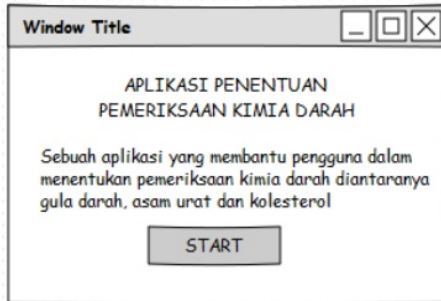 Window Title
APLIKASI PENENTUAN
PEMERIKSAAN KIMIA DARAH
Sebuah aplikasi yang membantu pengguna dalam
menentukan pemeriksaan kimia darah diantaranya
gula darah, asam urat dan kolesterol
START